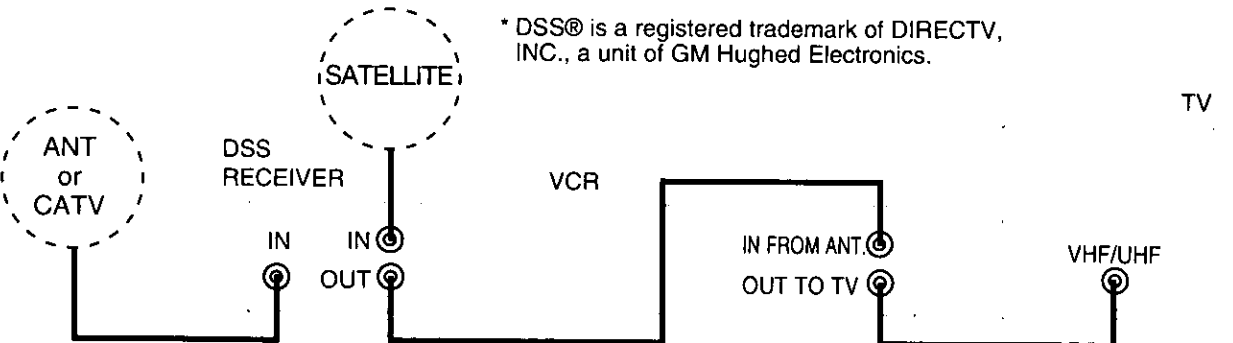 * DSS® is a registered trademark of DIRECTV,
INC., a unit of GM Hughed Electronics.
SATELLITE
TV
ANT
or
CATV
DSS
RECEIVER
VCR
IN
IN
OUT
IN FROM ANT.
OUT TO TV
VHF/UHF